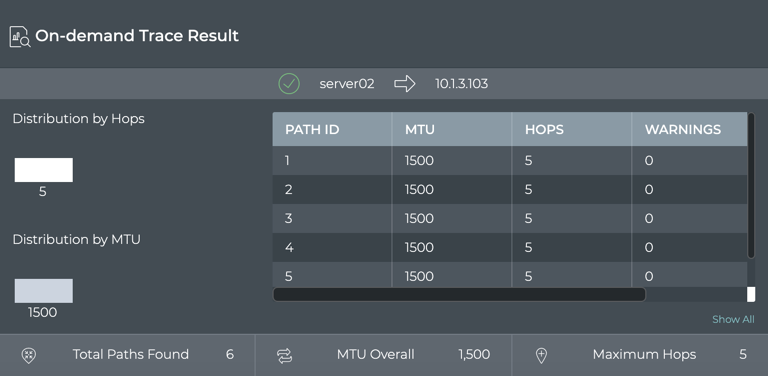 On-demand Trace Result
server02 10.1.3.103
Distribution by Hops
5
Distribution by MTU
1500
PATH ID MTU HOPS WARNINGS
1 1500 5 0
2 1500 5 0
3 1500 5 0
4 1500 5 0
5 1500 5 0
Show All
Total Paths Found 6 MTU Overall 1,500 Maximum Hops 5